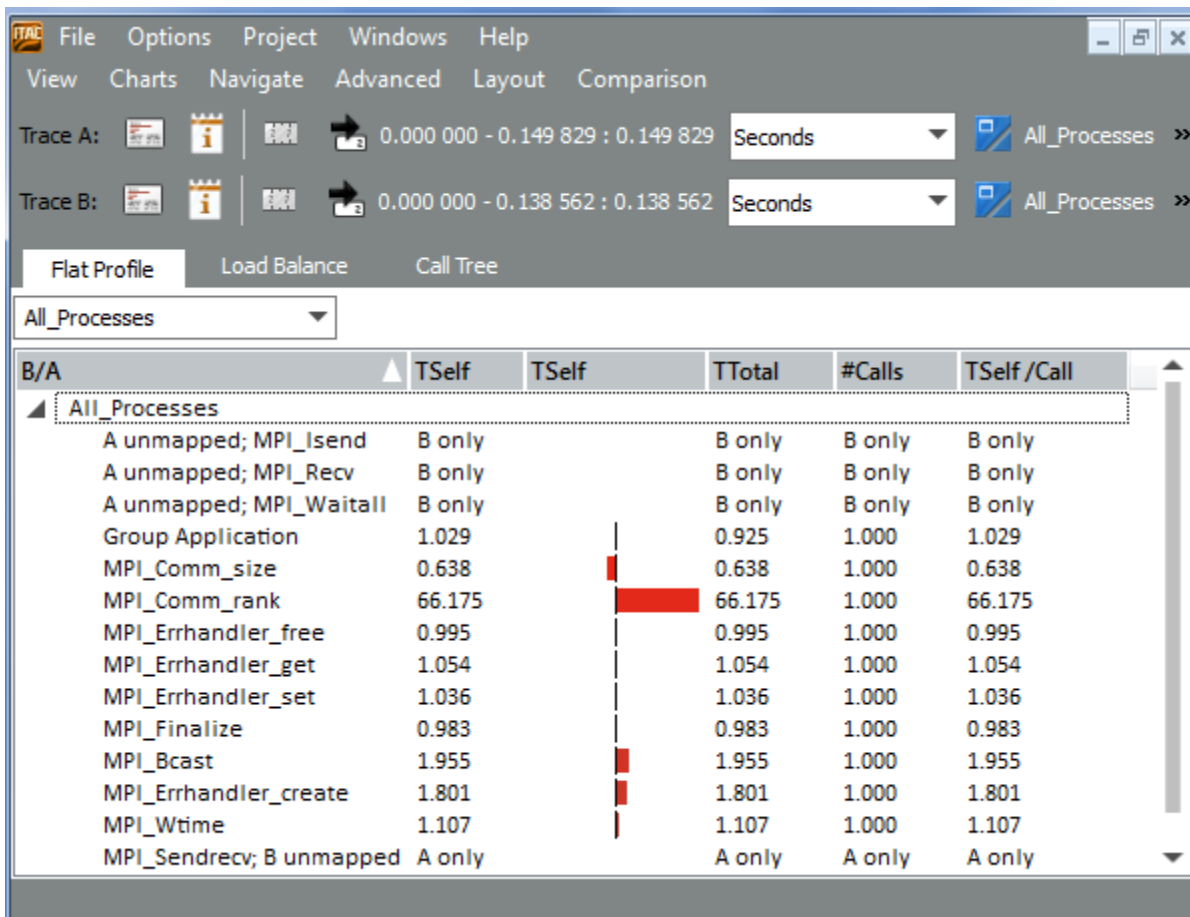 ITAC File Options Project Windows Help
View Charts Navigate Advanced Layout Comparison
Trace A: i 2 0.000 000 - 0.149 829 : 0.149 829 Seconds All_Processes »
Trace B: i 2 0.000 000 - 0.138 562 : 0.138 562 Seconds All_Processes »
Flat Profile Load Balance Call Tree
All_Processes
B/A TSelf TSelf TTotal #Calls TSelf /Call
All_Processes
A unmapped; MPI_Isend B only B only B only B only
A unmapped; MPI_Recv B only B only B only B only
A unmapped; MPI_Waitall B only B only B only B only
Group Application 1.029 0.925 1.000 1.029
MPI_Comm_size 0.638 0.638 1.000 0.638
MPI_Comm_rank 66.175 66.175 1.000 66.175
MPI_Errhandler_free 0.995 0.995 1.000 0.995
MPI_Errhandler_get 1.054 1.054 1.000 1.054
MPI_Errhandler_set 1.036 1.036 1.000 1.036
MPI_Finalize 0.983 0.983 1.000 0.983
MPI_Bcast 1.955 1.955 1.000 1.955
MPI_Errhandler_create 1.801 1.801 1.000 1.801
MPI_Wtime 1.107 1.107 1.000 1.107
MPI_Sendrecv; B unmapped A only A only A only A only